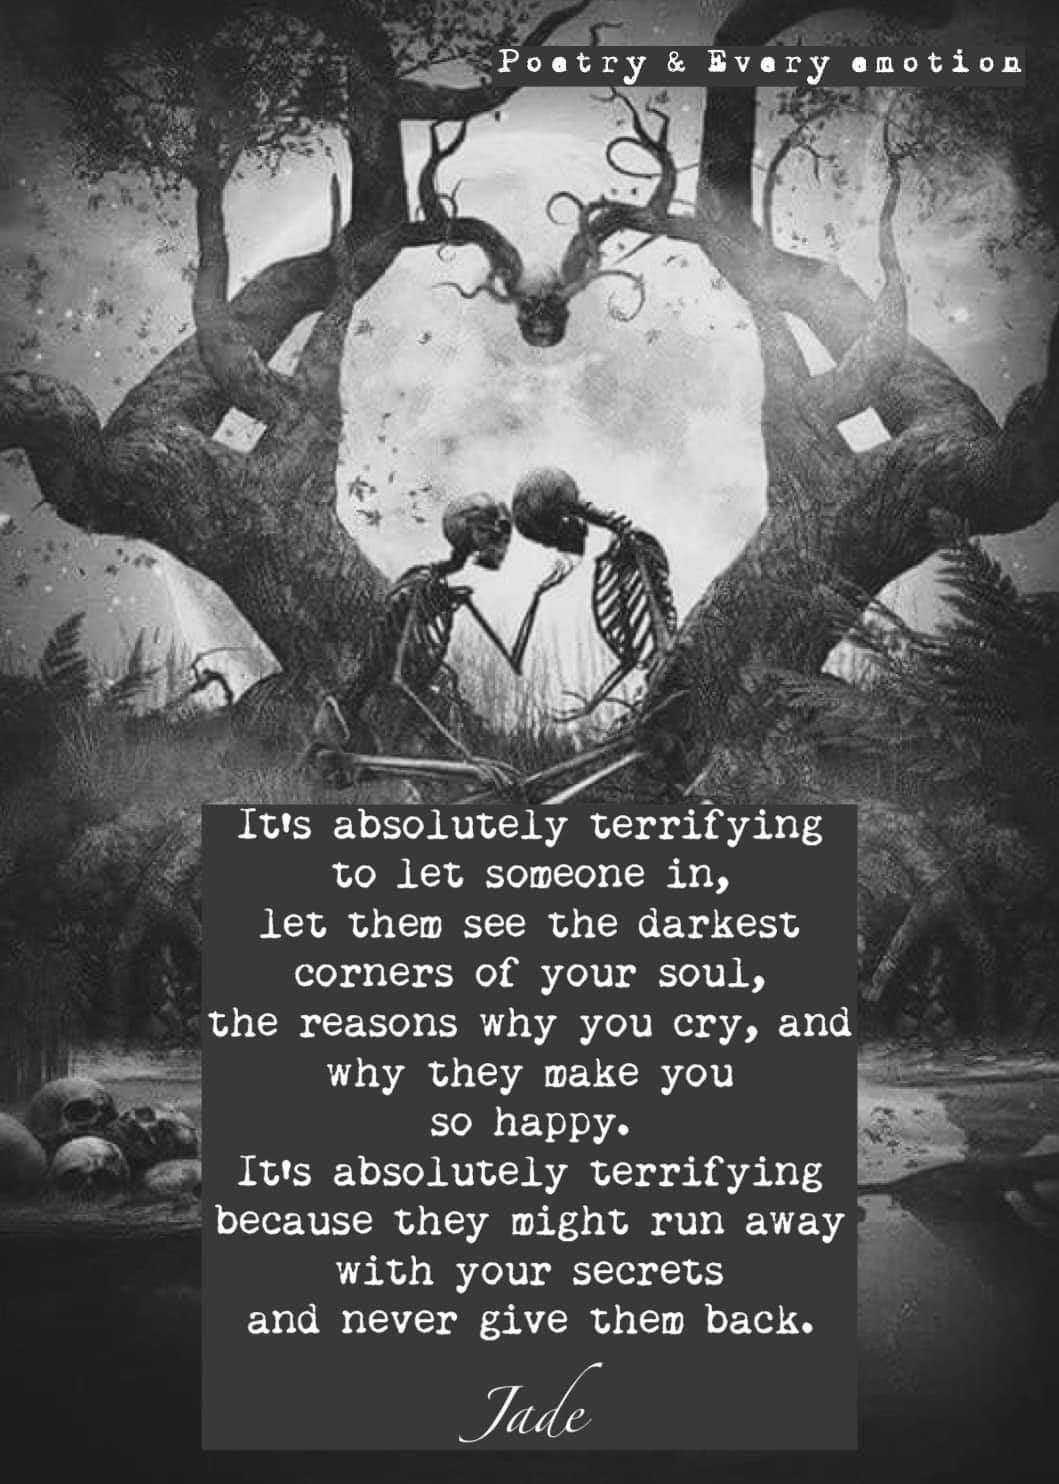 Poetry & Every emotion
It's absolutely terrifying
to let someone in,
let them see the darkest
corners of your soul,
the reasons why you cry, and
why they make you
so happy.
It's absolutely terrifying
because they might run away
with your secrets
and never give them back.
Jade